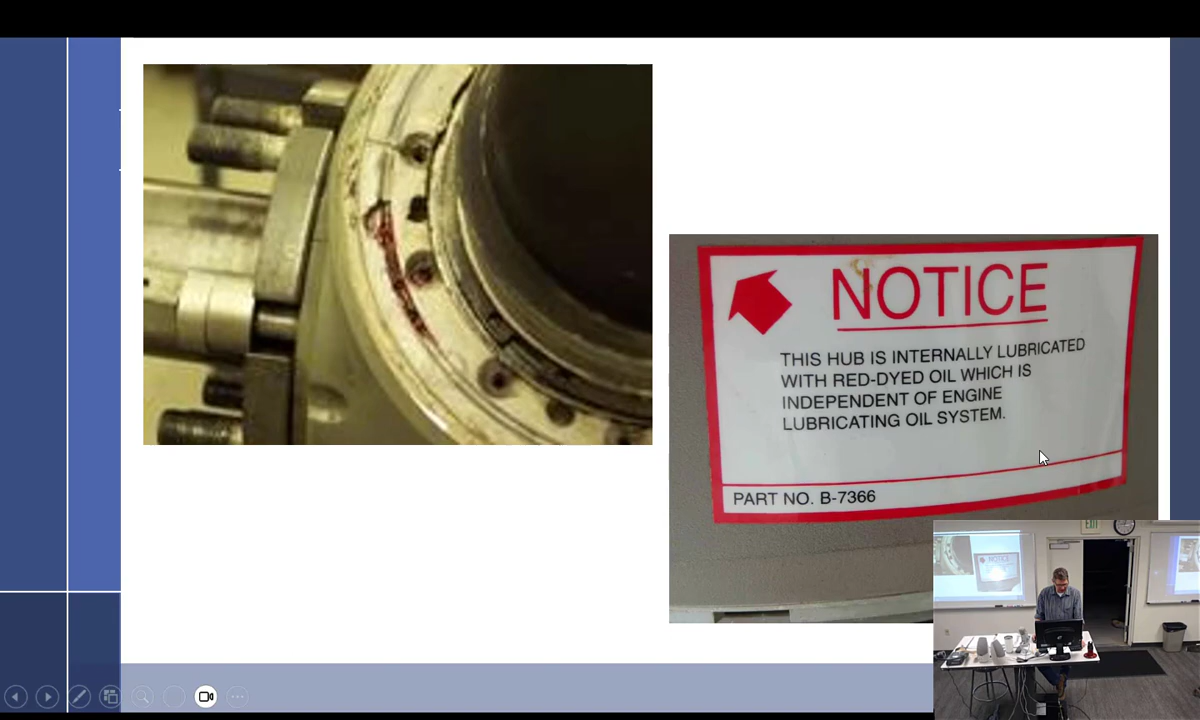 NOTICE
THIS HUB IS INTERNALLY LUBRICATED
WITH RED-DYED OIL WHICH IS
INDEPENDENT OF ENGINE
LUBRICATING OIL SYSTEM.
PART NO. B-7366
EXIT
NOTICE